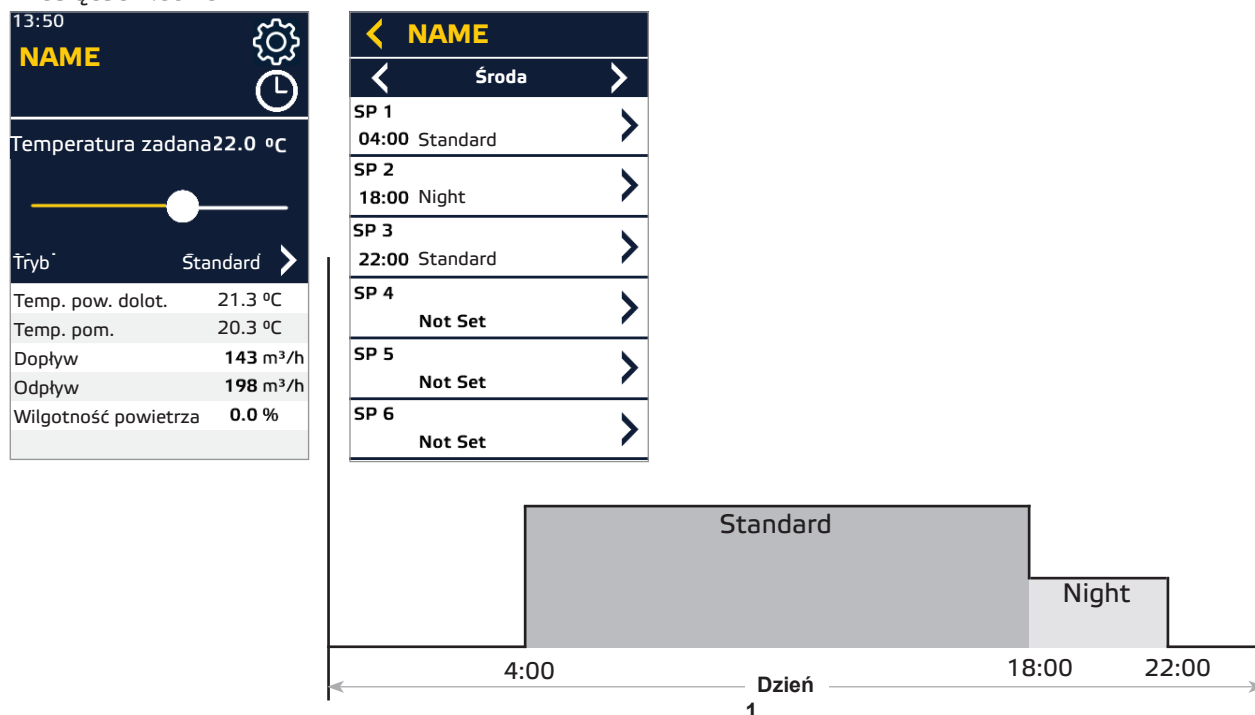 13:50
NAME
Temperatura zadana22.0 ºC
Tryb Standard
Temp. pow. dolot. 21.3 ºC
Temp. pom. 20.3 ºC
Dopływ 143 m³/h
Odpływ 198 m³/h
Wilgotność powietrza 0.0 %
NAME
Środa
SP 1
04:00 Standard
SP 2
18:00 Night
SP 3
22:00 Standard
SP 4
Not Set
SP 5
Not Set
SP 6
Not Set
Standard
Night
4:00 18:00 22:00
Dzień
1